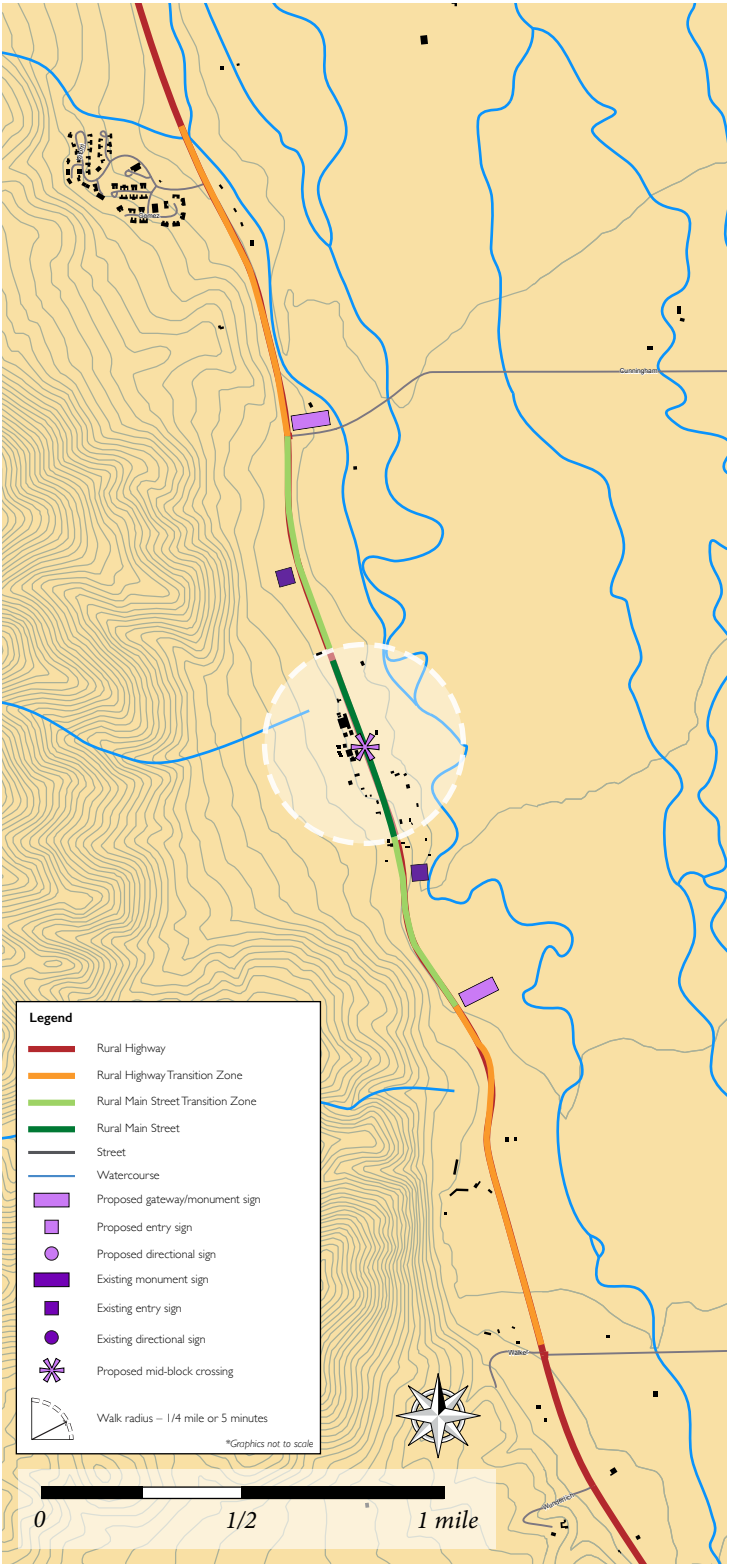 Gomez
Cunningham
Legend
Rural Highway
Rural Highway Transition Zone
Rural Main Street Transition Zone
Rural Main Street
Street
Watercourse
Proposed gateway/monument sign
Proposed entry sign
Proposed directional sign
Existing monument sign
Existing entry sign
Existing directional sign
Proposed mid-block crossing
Walk radius – 1/4 mile or 5 minutes
*Graphics not to scale
Walker
Wunderlich
0 1/2 1 mile